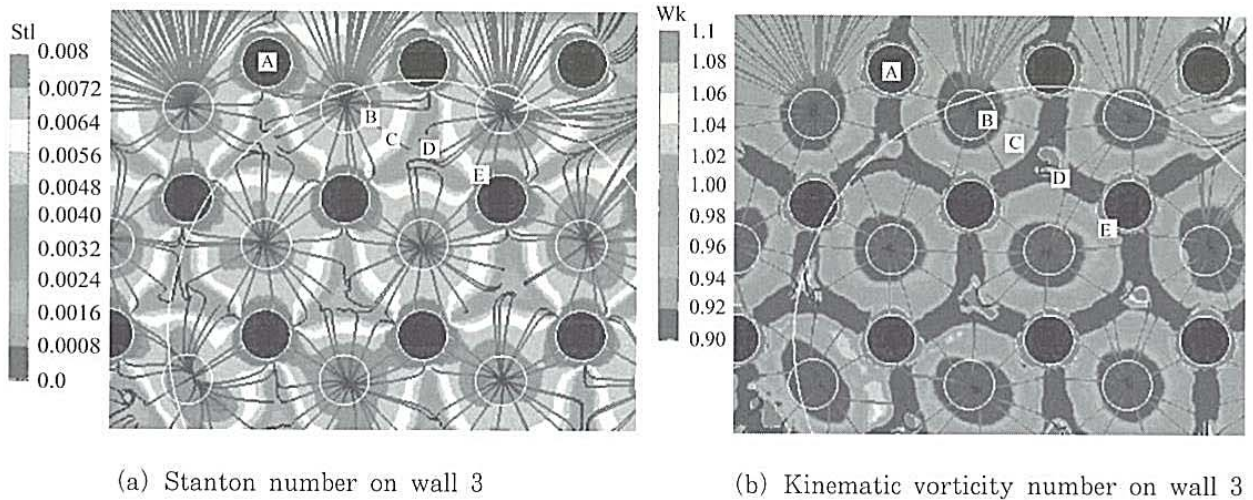 Stl
0.008
0.0072
0.0064
0.0056
0.0048
0.0040
0.0032
0.0024
0.0016
0.0008
0.0
A
B
C
D
E
Wk
1.1
1.08
1.06
1.04
1.02
1.00
0.98
0.96
0.94
0.92
0.90
A
B
C
D
E
(a) Stanton number on wall 3
(b) Kinematic vorticity number on wall 3